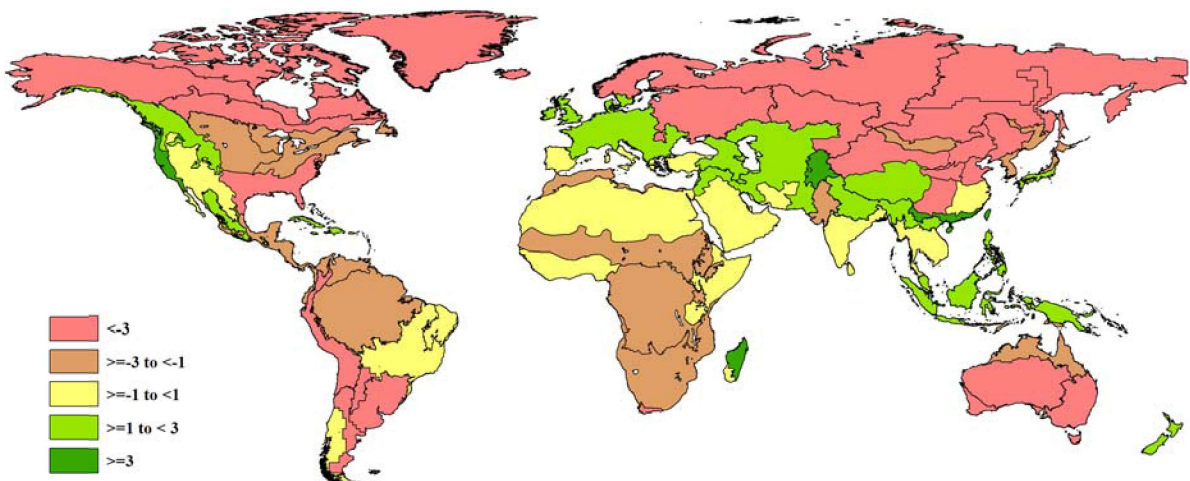 <-3
>=-3 to <-1
>=-1 to <1
>=1 to < 3
>=3